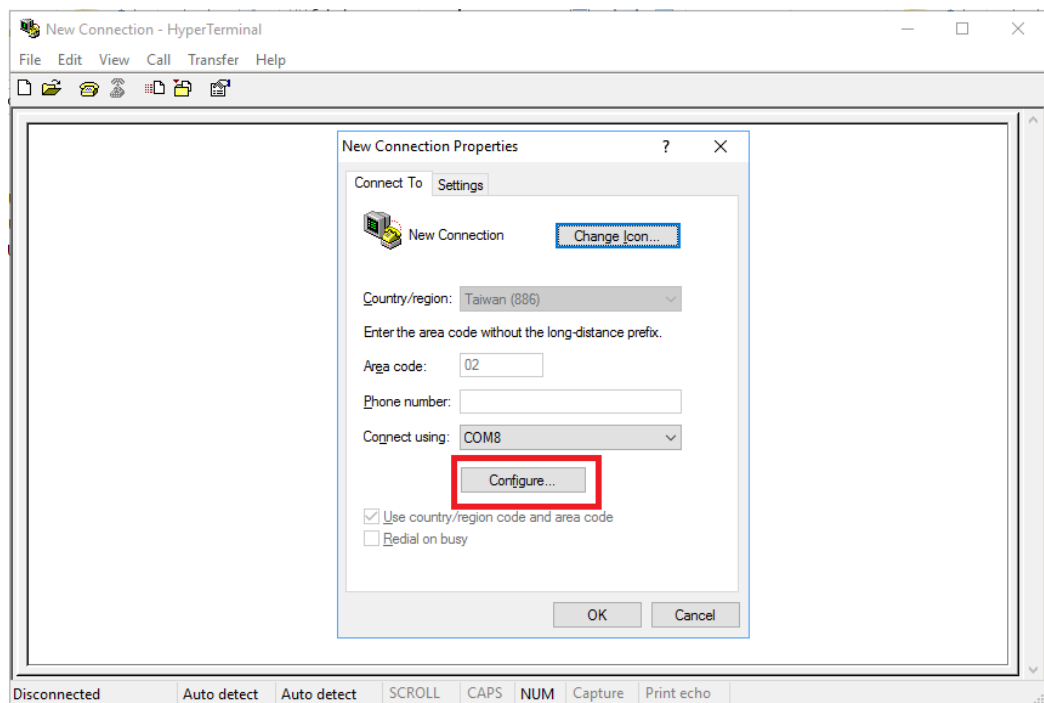 New Connection - HyperTerminal
File Edit View Call Transfer Help
New Connection Properties ?
Connect To Settings
New Connection Change Icon...
Country/region: Taiwan (886)
Enter the area code without the long-distance prefix.
Area code: 02
Phone number:
Connect using: COM8
Configure...
Use country/region code and area code
Redial on busy
OK Cancel
Disconnected Auto detect Auto detect SCROLL CAPS NUM Capture Print echo